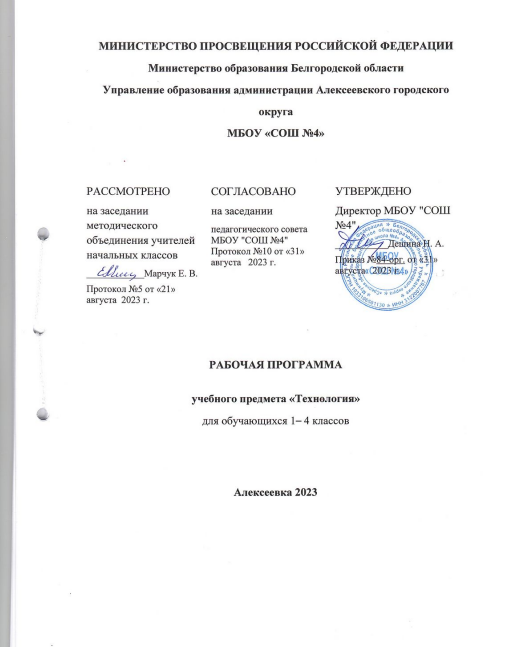 МИНИСТЕРСТВО ПРОСВЕЩЕНИЯ РОССИЙСКОЙ ФЕДЕРАЦИИ
Министерство образования Белгородской области
Управление образования администрации Алексеевского городского
округа
МБОУ «СОШ №4»
РАССМОТРЕНО
на заседании
методического
объединения учителей
начальных классов
Марчук Е. В.
Протокол №5 от «21»
августа 2023 г.
СОГЛАСОВАНО
на заседании
педагогического совета
МБОУ "СОШ №4"
Протокол №10 от «31»
августа 2023 г.
УТВЕРЖДЕНО
Директор МБОУ "СОШ
№4"
Дешина Н. А.
Приказ №84-орг. от «31»
августа 2023 г.
РАБОЧАЯ ПРОГРАММА
учебного предмета «Технология»
для обучающихся 1– 4 классов
Алексеевка 2023